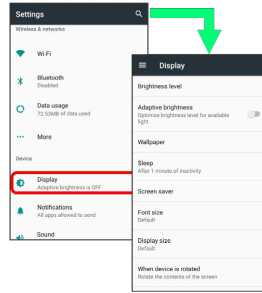 Settings
Wireless & networks
Wi-Fi
Bluetooth
Disabled
Data usage
72.53MB of data used
More
Device
Display
Adaptive brightness is OFF
Notifications
All apps allowed to send
Sound
Display
Brightness level
Adaptive brightness
Optimize brightness level for available
light
Wallpaper
Sleep
After 1 minute of inactivity
Screen saver
Font size
Default
Display size
Default
When device is rotated
Rotate the contents of the screen